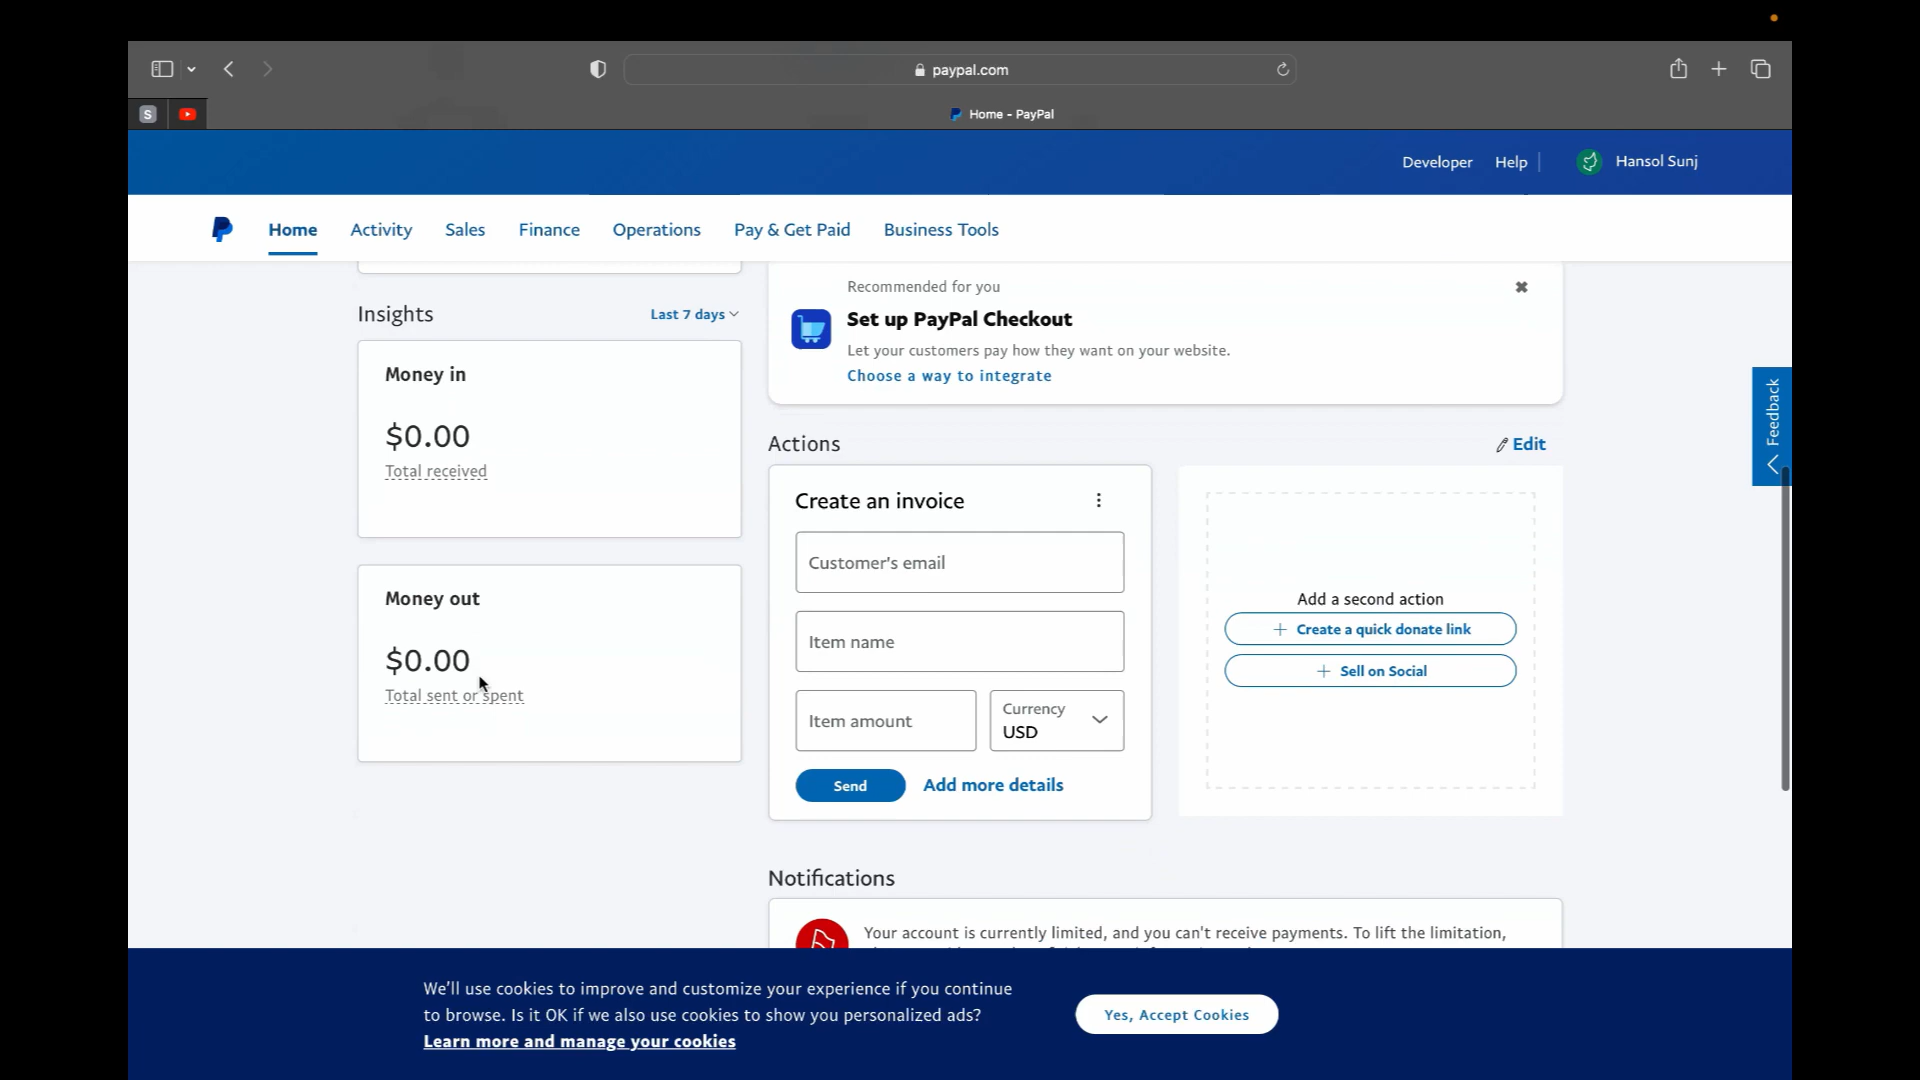 paypal.com
S
Home - PayPal
Developer
Help
Hansol Sunj
Home
Activity
Sales
Finance
Operations
Pay & Get Paid
Business Tools
Insights
Last 7 days
Money in
$0.00
Total received
Money out
$0.00
Total sent or spent
Recommended for you
Set up PayPal Checkout
Let your customers pay how they want on your website.
Choose a way to integrate
Actions
Edit
Create an invoice
Customer's email
Item name
Item amount
Currency
USD
Send
Add more details
Add a second action
Create a quick donate link
Sell on Social
Feedback
Notifications
Your account is currently limited, and you can't receive payments. To lift the limitation,
We'll use cookies to improve and customize your experience if you continue
to browse. Is it OK if we also use cookies to show you personalized ads?
Learn more and manage your cookies
Yes, Accept Cookies